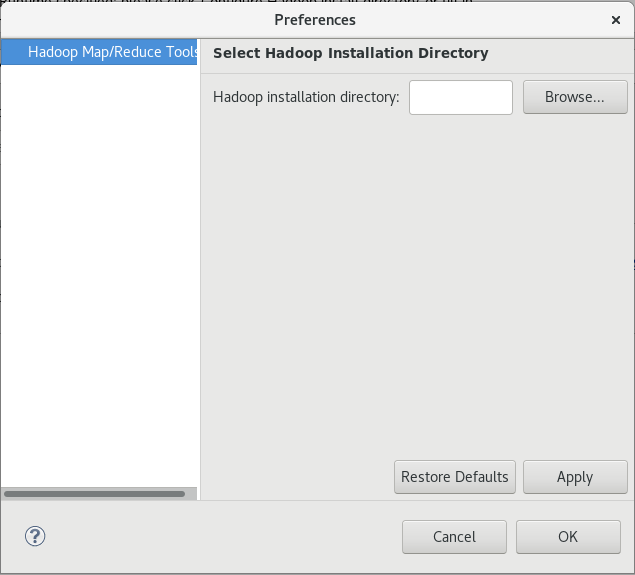 Preferences
Hadoop Map/Reduce Tools
Select Hadoop Installation Directory
Hadoop installation directory:
Browse...
Restore Defaults
Apply
?
Cancel
OK